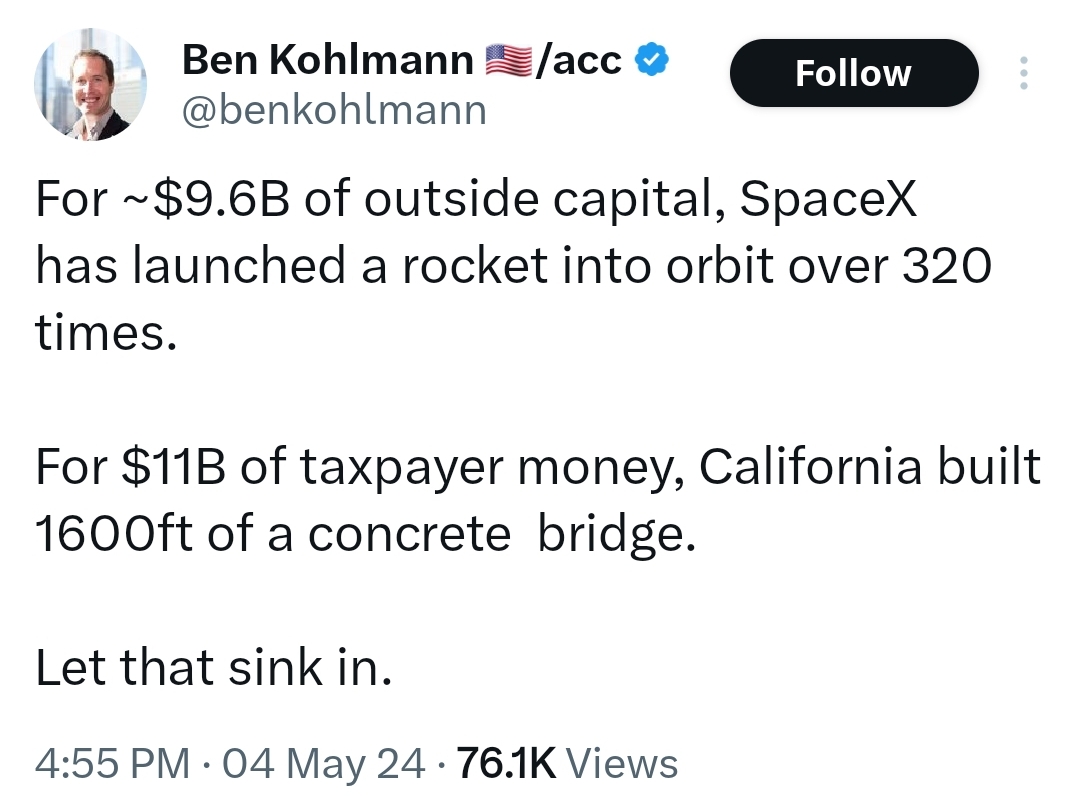 Ben Kohlmann 🇺🇸/acc
Follow
@benkohlmann
For ~$9.6B of outside capital, SpaceX
has launched a rocket into orbit over 320
times.
For $11B of taxpayer money, California built
1600ft of a concrete  bridge.
Let that sink in.
4:55 PM · 04 May 24 · 76.1K Views